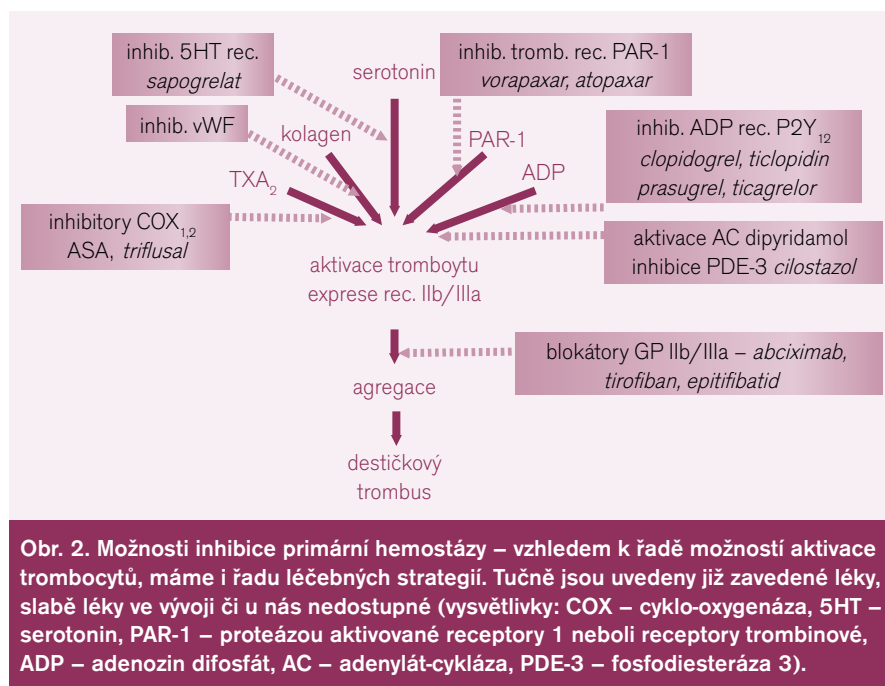 inhib. 5HT rec.
sapogrelat
serotonin
inhib. tromb. rec. PAR-1
vorapaxar, atopaxar
inhib. vWF
kolagen
PAR-1
inhib. ADP rec. P2Y₁₂
clopidogrel, ticlopidin
prasugrel, ticagrelor
TXA₂
ADP
inhibitory COX₁,₂
ASA, triflusal
aktivace AC dipyridamol
inhibice PDE-3 cilostazol
aktivace tromboytu
exprese rec. IIb/IIIa
blokátory GP IIb/IIIa – abciximab,
tirofiban, epitifibatid
agregace
destičkový
trombus
Obr. 2. Možnosti inhibice primární hemostázy – vzhledem k řadě možností aktivace
trombocytů, máme i řadu léčebných strategií. Tučně jsou uvedeny již zavedené léky,
slabě léky ve vývoji či u nás nedostupné (vysvětlivky: COX – cyklo-oxygenáza, 5HT –
serotonin, PAR-1 – proteázou aktivované receptory 1 neboli receptory trombinové,
ADP – adenozin difosfát, AC – adenylát-cykláza, PDE-3 – fosfodiesteráza 3).